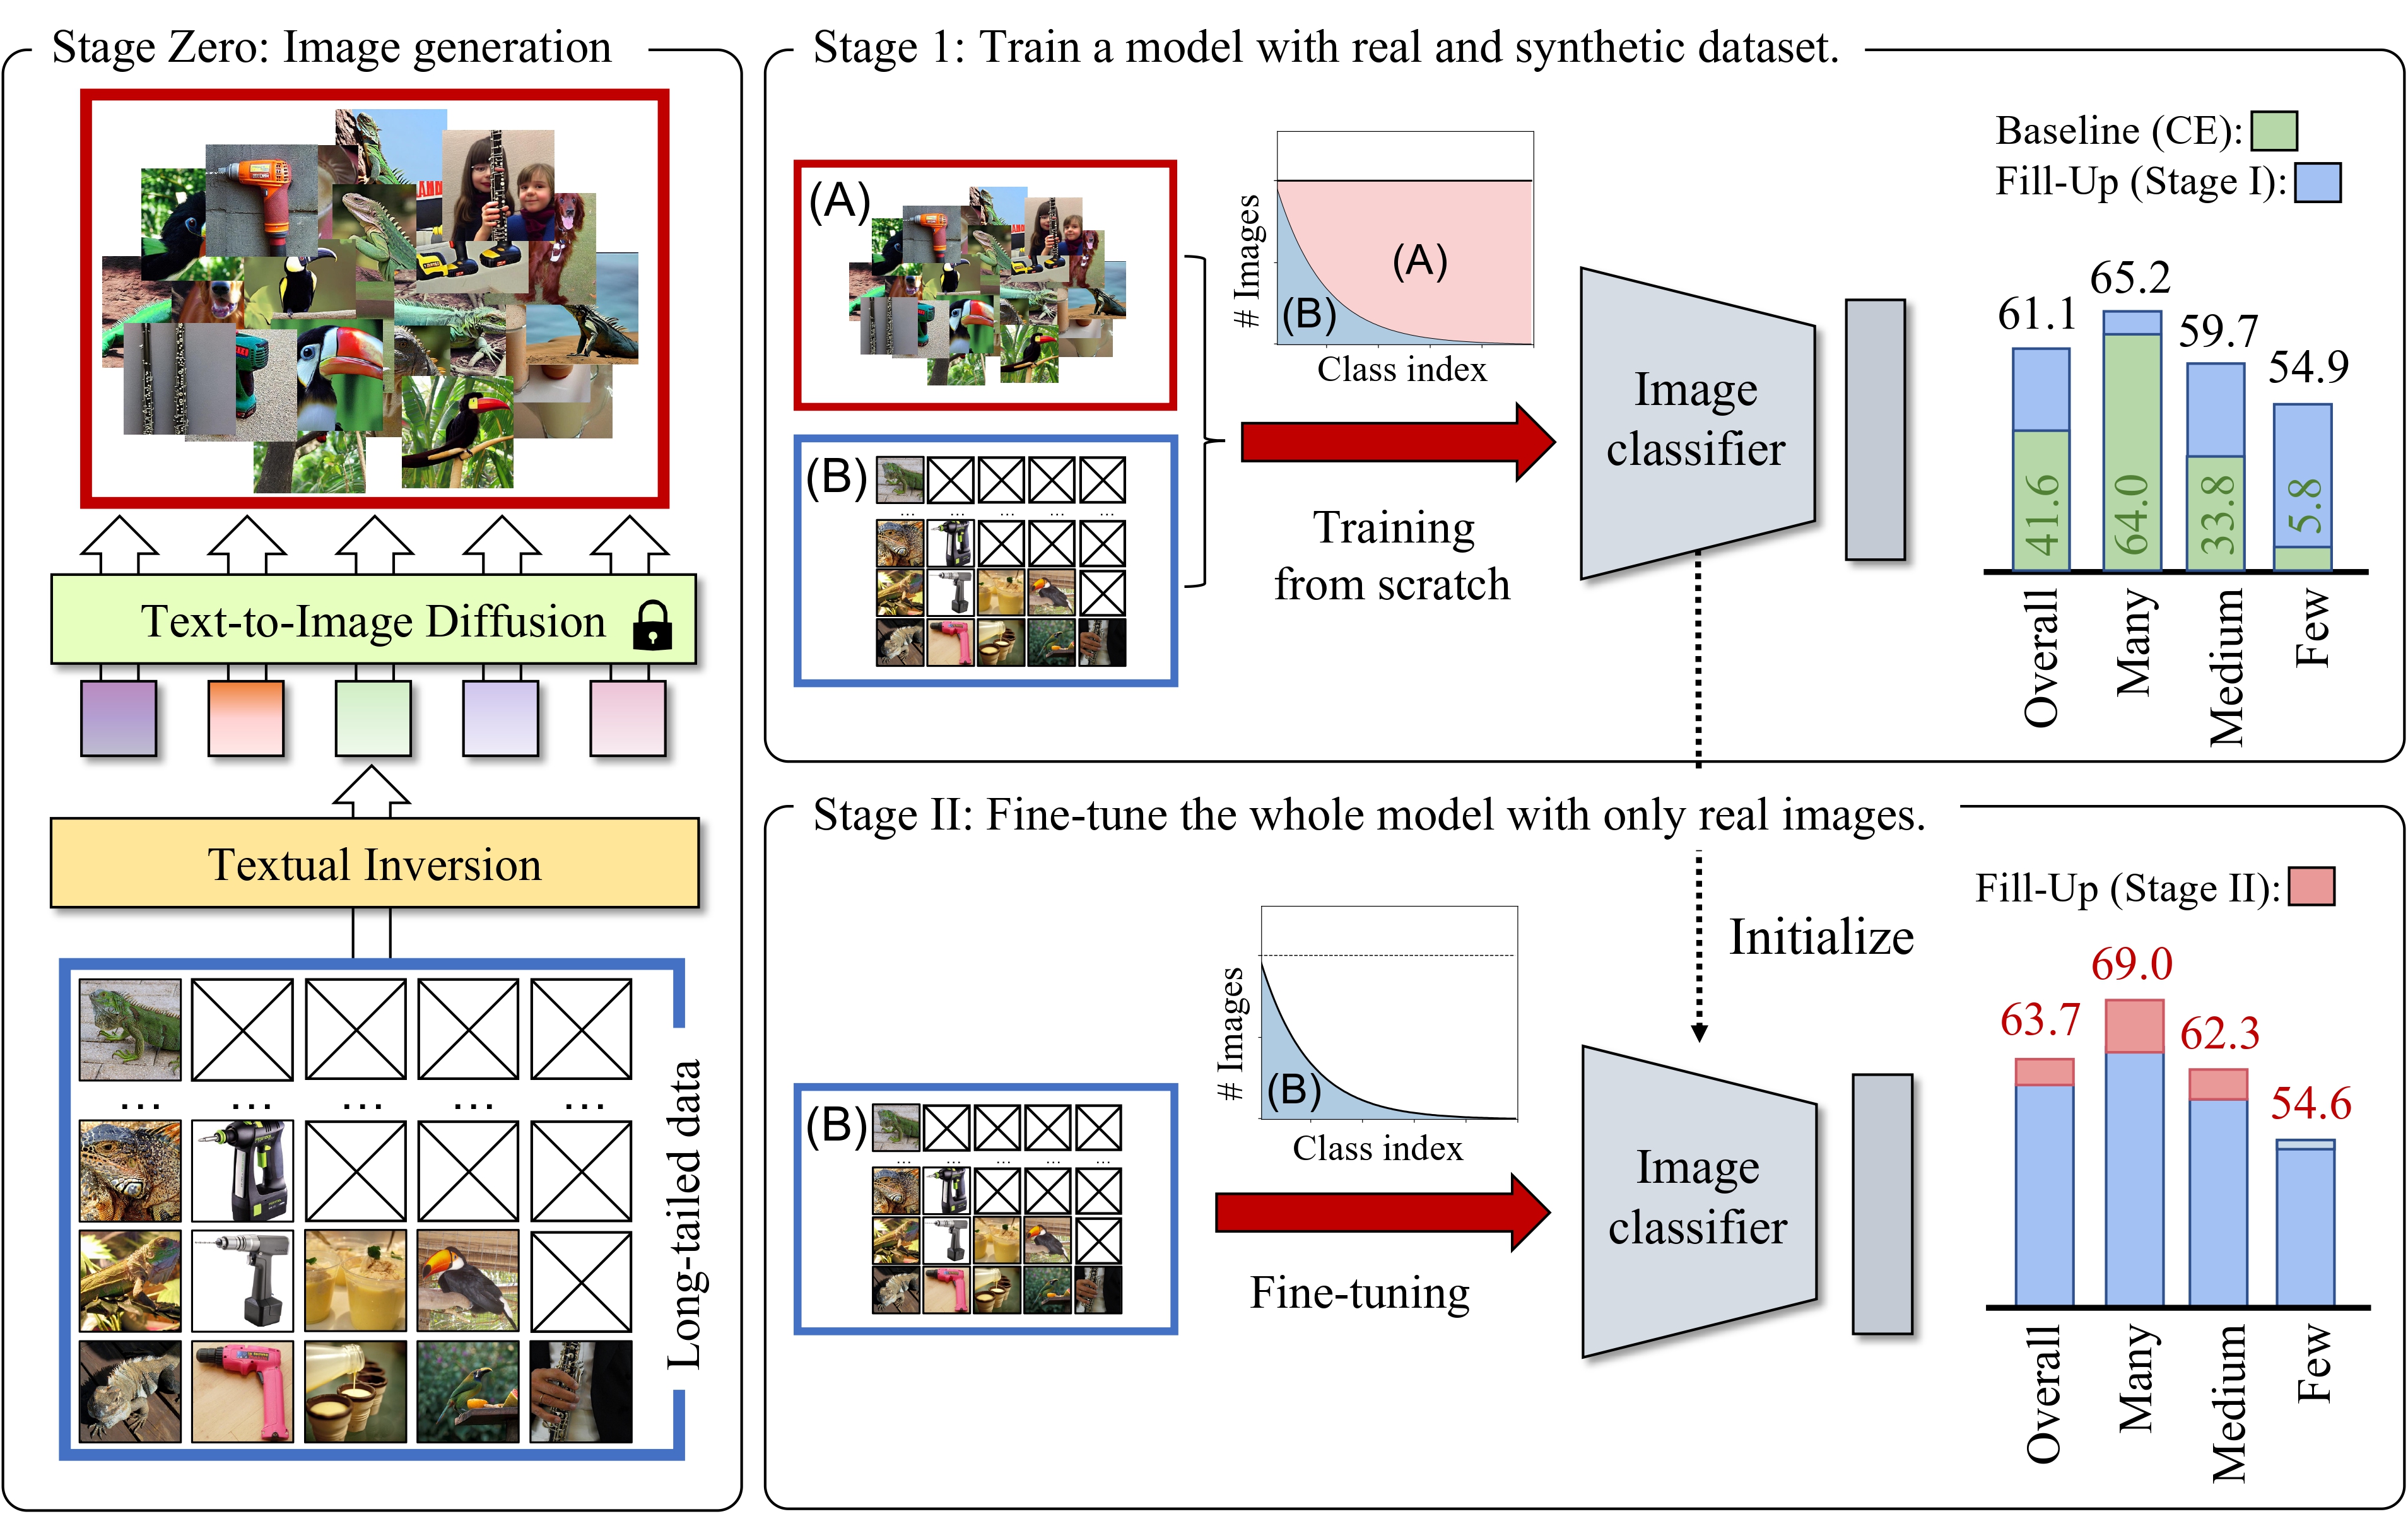 Stage Zero: Image generation
Text-to-Image Diffusion
Textual Inversion
...
Long-tailed data
Stage 1: Train a model with real and synthetic dataset.
(A)
(B)
...
# Images
(A)
(B)
Class index
Training
from scratch
Image
classifier
Baseline (CE):
Fill-Up (Stage I):
61.1
65.2
59.7
54.9
41.6
64.0
33.8
5.8
Overall
Many
Medium
Few
Stage II: Fine-tune the whole model with only real images.
Initialize
(B)
...
# Images
(B)
Class index
Fine-tuning
Image
classifier
Fill-Up (Stage II):
63.7
69.0
62.3
54.6
Overall
Many
Medium
Few